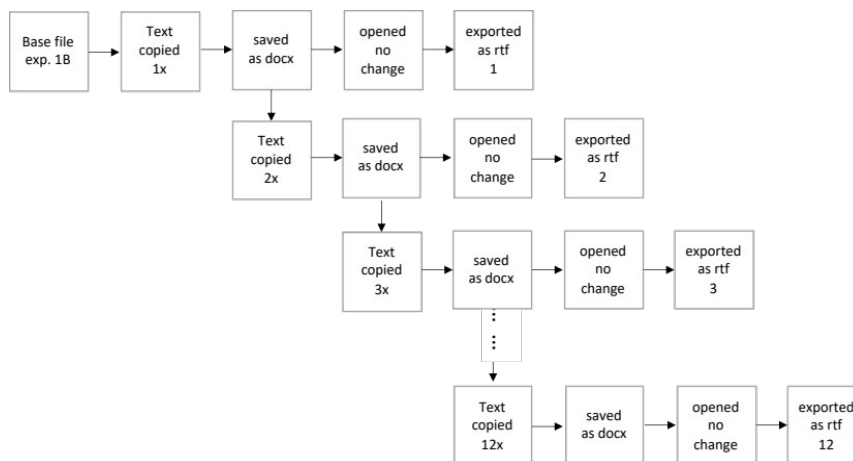 Base file
exp. 1B
Text
copied
1x
saved
as docx
opened
no
change
exported
as rtf
1
Text
copied
2x
saved
as docx
opened
no
change
exported
as rtf
2
Text
copied
3x
saved
as docx
opened
no
change
exported
as rtf
3
Text
copied
12x
saved
as docx
opened
no
change
exported
as rtf
12